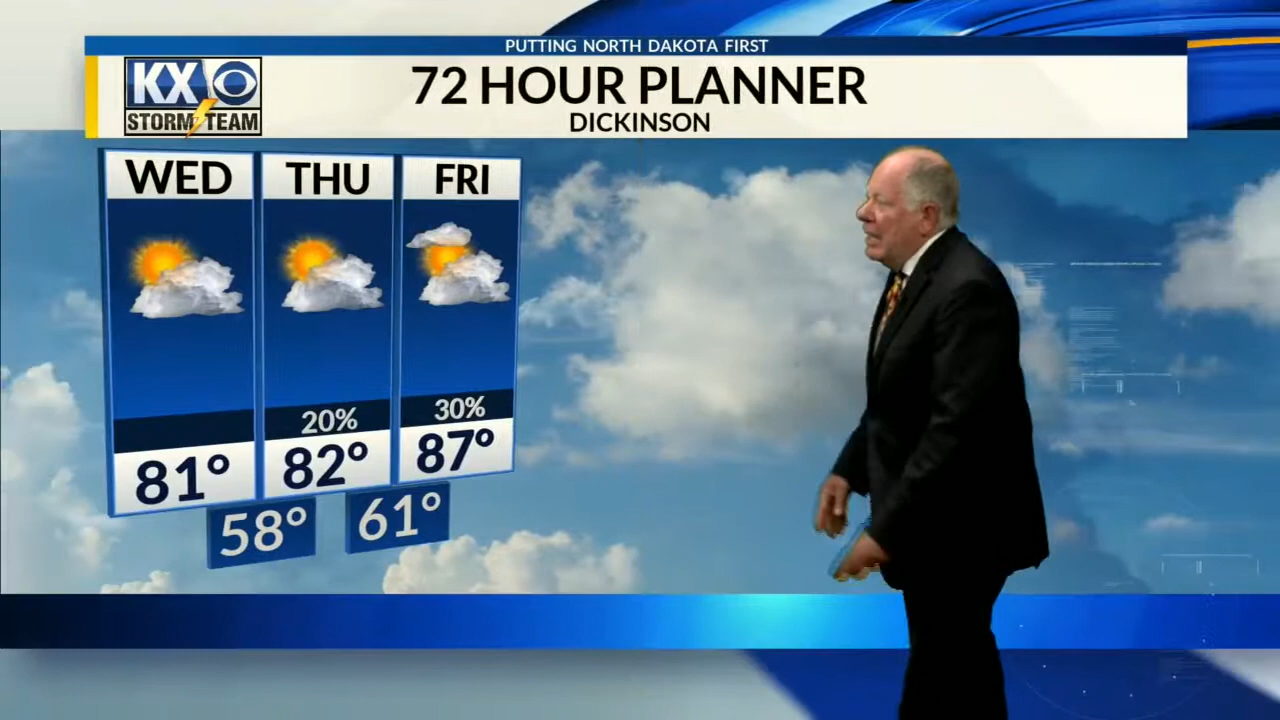 PUTTING NORTH DAKOTA FIRST
KX
STORM TEAM
72 HOUR PLANNER
DICKINSON
WED THU FRI
20% 30%
81° 82° 87°
58° 61°